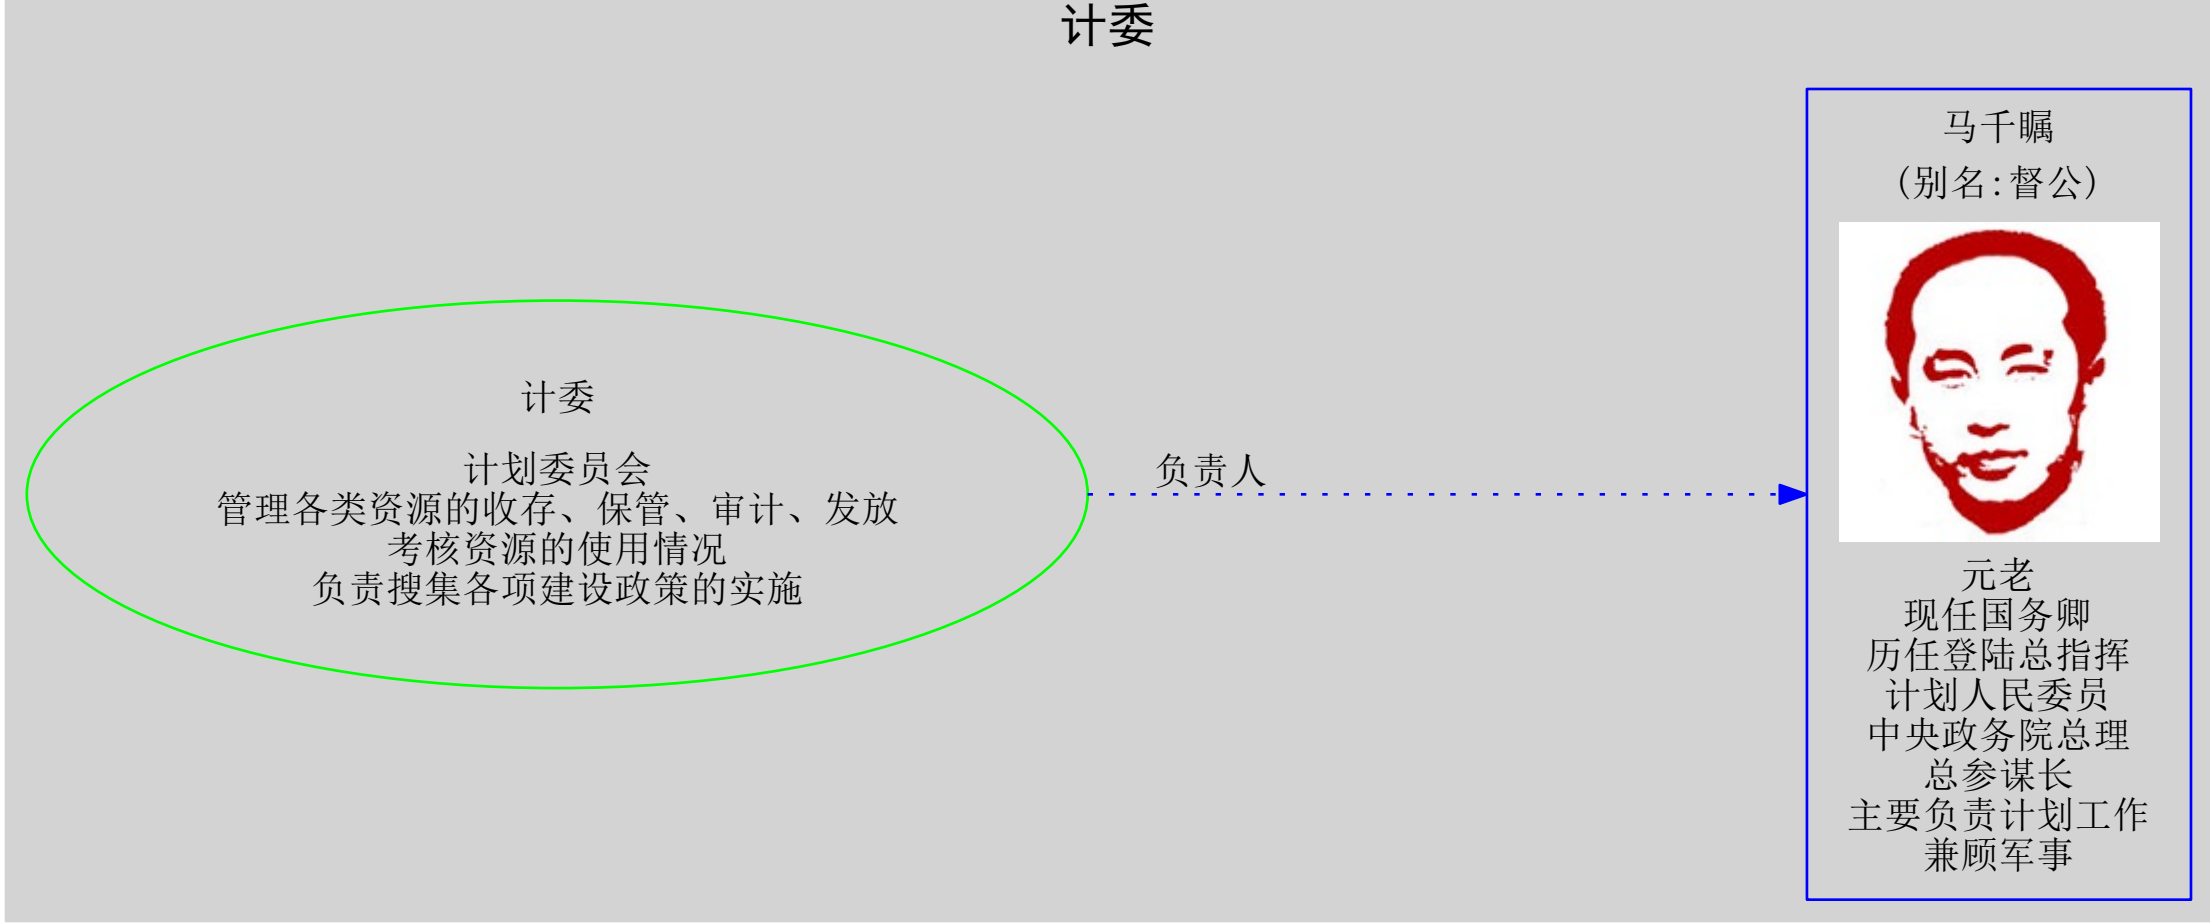 计委
计委
计划委员会
管理各类资源的收存、保管、审计、发放
考核资源的使用情况
负责搜集各项建设政策的实施
负责人
马千瞩
(别名:督公)
元老
现任国务卿
历任登陆总指挥
计划人民委员
中央政务院总理
总参谋长
主要负责计划工作
兼顾军事